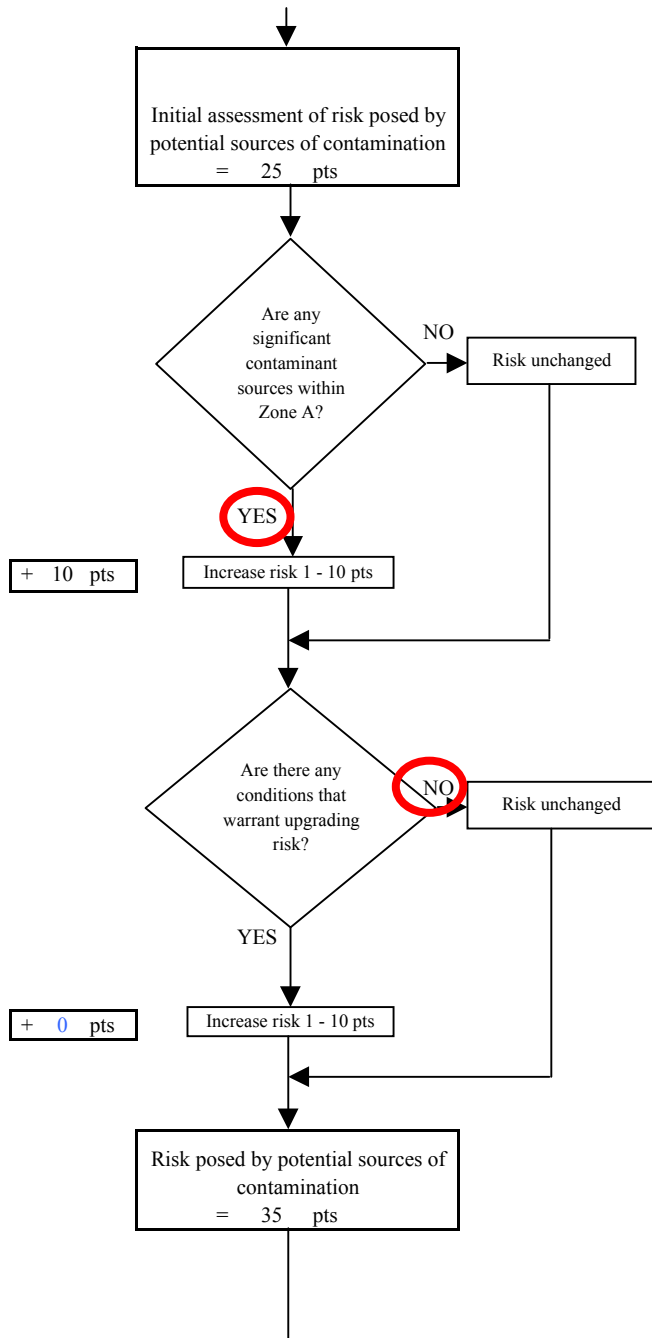 Initial assessment of risk posed by
potential sources of contamination
= 25 pts
Are any
significant
contaminant
sources within
Zone A?
NO
Risk unchanged
YES
+ 10 pts
Increase risk 1 - 10 pts
Are there any
conditions that
warrant upgrading
risk?
NO
Risk unchanged
YES
+ 0 pts
Increase risk 1 - 10 pts
Risk posed by potential sources of
contamination
= 35 pts